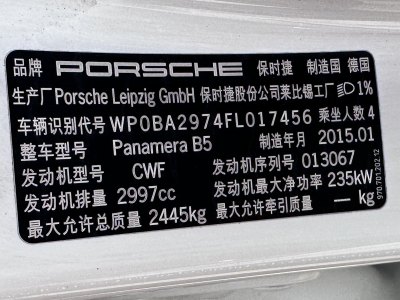 品牌 PORSCHE 保时捷 制造国 德国
生产厂 Porsche Leipzig GmbH 保时捷股份公司莱比锡工厂 1%
车辆识别代号 WP0BA2974FL017456 乘坐人数 4
整车型号 Panamera B5 制造年月 2015.01
发动机型号 CWF 发动机序列号 013067
发动机排量 2997cc 发动机最大净功率 235kW
最大允许总质量 2445kg 最大允许牵引质量 — kg
970.701.202.12